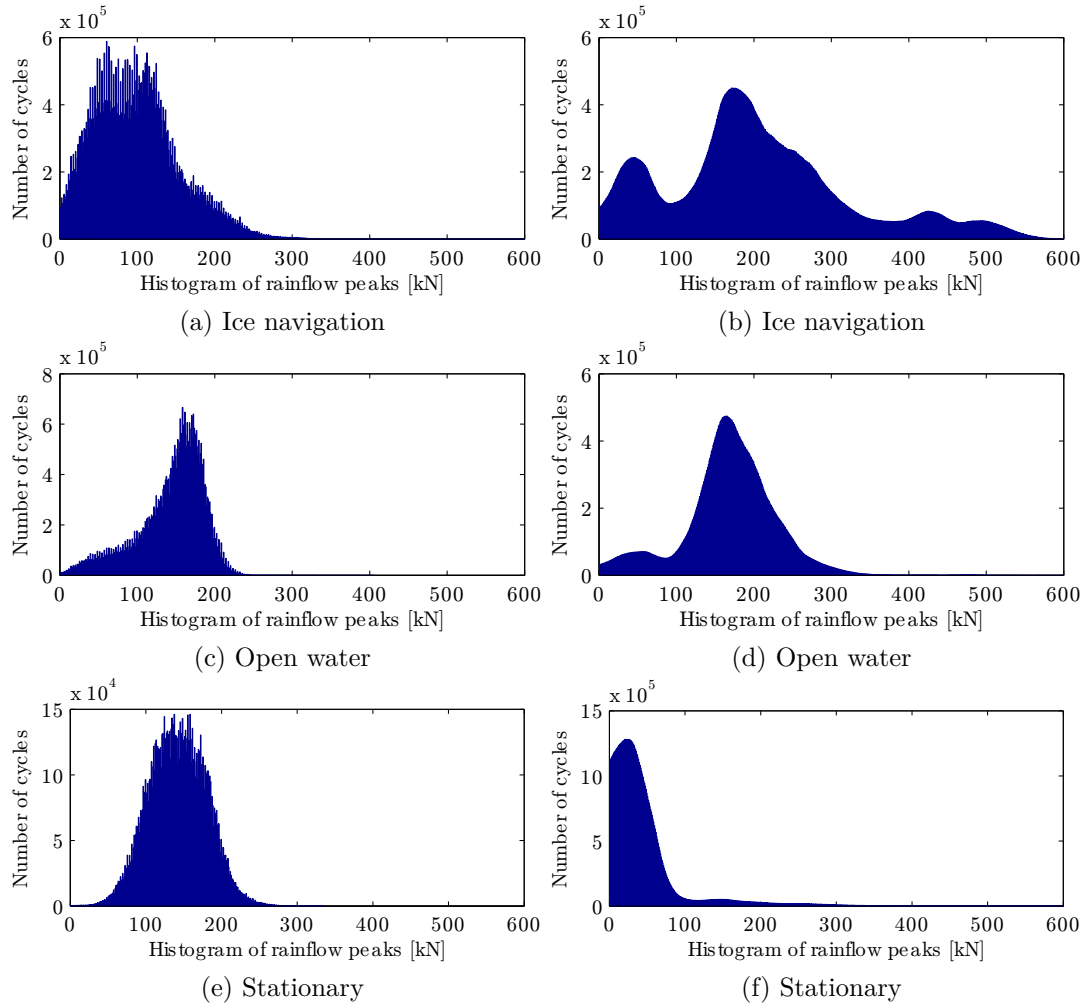 x 10^5
Number of cycles
6
4
2
0
0 100 200 300 400 500 600
Histogram of rainflow peaks [kN]
(a) Ice navigation
x 10^5
Number of cycles
6
4
2
0
0 100 200 300 400 500 600
Histogram of rainflow peaks [kN]
(b) Ice navigation
x 10^5
Number of cycles
8
6
4
2
0
0 100 200 300 400 500 600
Histogram of rainflow peaks [kN]
(c) Open water
x 10^5
Number of cycles
6
4
2
0
0 100 200 300 400 500 600
Histogram of rainflow peaks [kN]
(d) Open water
x 10^4
Number of cycles
15
10
5
0
0 100 200 300 400 500 600
Histogram of rainflow peaks [kN]
(e) Stationary
x 10^5
Number of cycles
15
10
5
0
0 100 200 300 400 500 600
Histogram of rainflow peaks [kN]
(f) Stationary